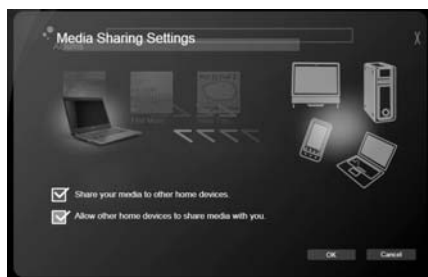 Media Sharing Settings
Share your media to other home devices.
Allow other home devices to share media with you.
OK
Cancel